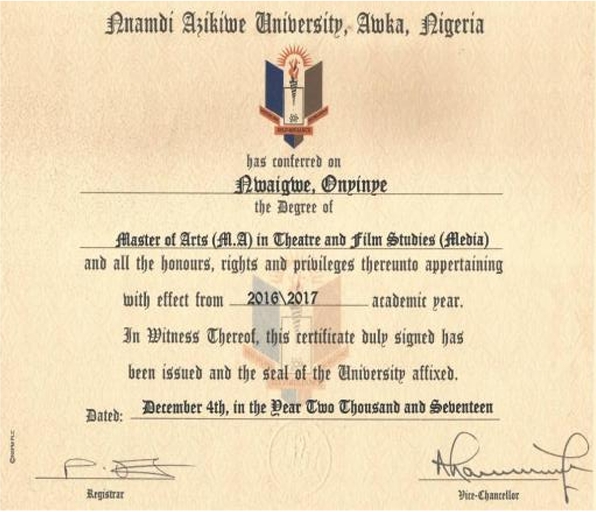 Nnamdi Azikiwe University, Awka, Nigeria
has conferred on
Nwaigwe, Onyinye
the Degree of
Master of Arts (M.A) in Theatre and Film Studies (Media)
and all the honours, rights and privileges thereunto appertaining
with effect from 2016\2017 academic year.
In Witness Thereof, this certificate duly signed has
been issued and the seal of the University affixed.
Dated: December 4th, in the Year Two Thousand and Seventeen
Registrar
Vice-Chancellor